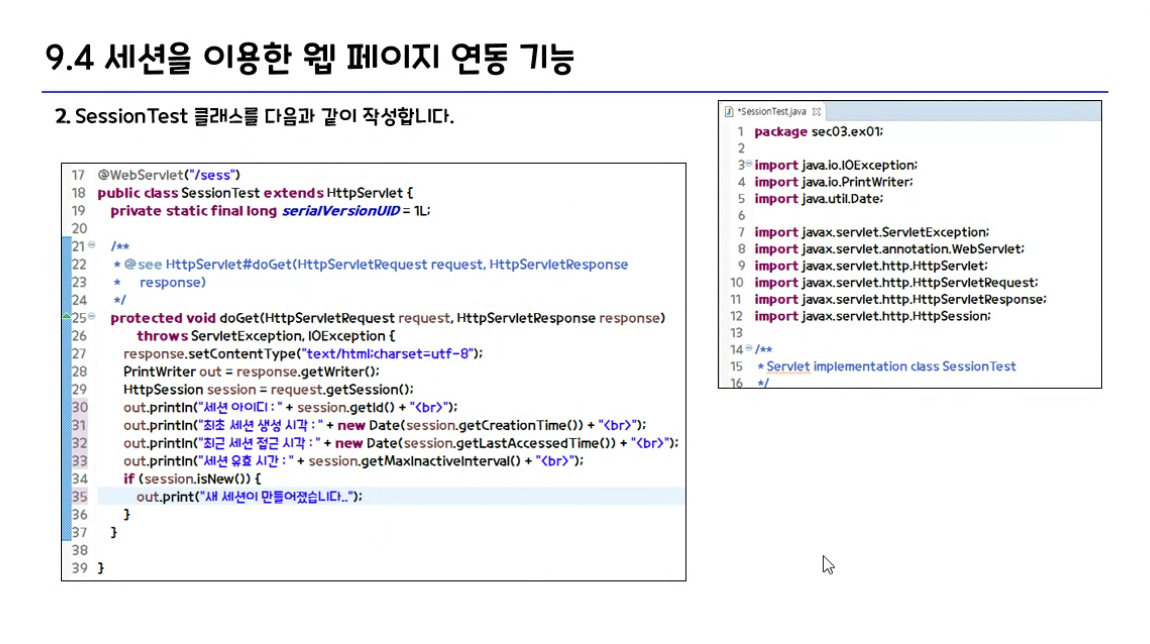 9.4 세션을 이용한 웹 페이지 연동 기능
2. SessionTest 클래스를 다음과 같이 작성합니다.
17 @WebServlet("/sess")
18 public class SessionTest extends HttpServlet {
19 private static final long serialVersionUID = 1L;
20
21 /**
22 * @see HttpServlet#doGet(HttpServletRequest request, HttpServletResponse
23 * response)
24 */
25 protected void doGet(HttpServletRequest request, HttpServletResponse response)
26 throws ServletException, IOException {
27 response.setContentType("text/html;charset=utf-8");
28 PrintWriter out = response.getWriter();
29 HttpSession session = request.getSession();
30 out.println("세션 아이디 : " + session.getId() + "<br>");
31 out.println("최초 세션 생성 시각 : " + new Date(session.getCreationTime()) + "<br>");
32 out.println("최근 세션 접근 시각 : " + new Date(session.getLastAccessedTime()) + "<br>");
33 out.println("세션 유효 시간 : " + session.getMaxInactiveInterval() + "<br>");
34 if (session.isNew()) {
35 out.print("새 세션이 만들어졌습니다..");
36 }
37 }
38
39 }
*SessionTest.java
1 package sec03.ex01;
2
3 import java.io.IOException;
4 import java.io.PrintWriter;
5 import java.util.Date;
6
7 import javax.servlet.ServletException;
8 import javax.servlet.annotation.WebServlet;
9 import javax.servlet.http.HttpServlet;
10 import javax.servlet.http.HttpServletRequest;
11 import javax.servlet.http.HttpServletResponse;
12 import javax.servlet.http.HttpSession;
13
14 /**
15 * Servlet implementation class SessionTest
16 */